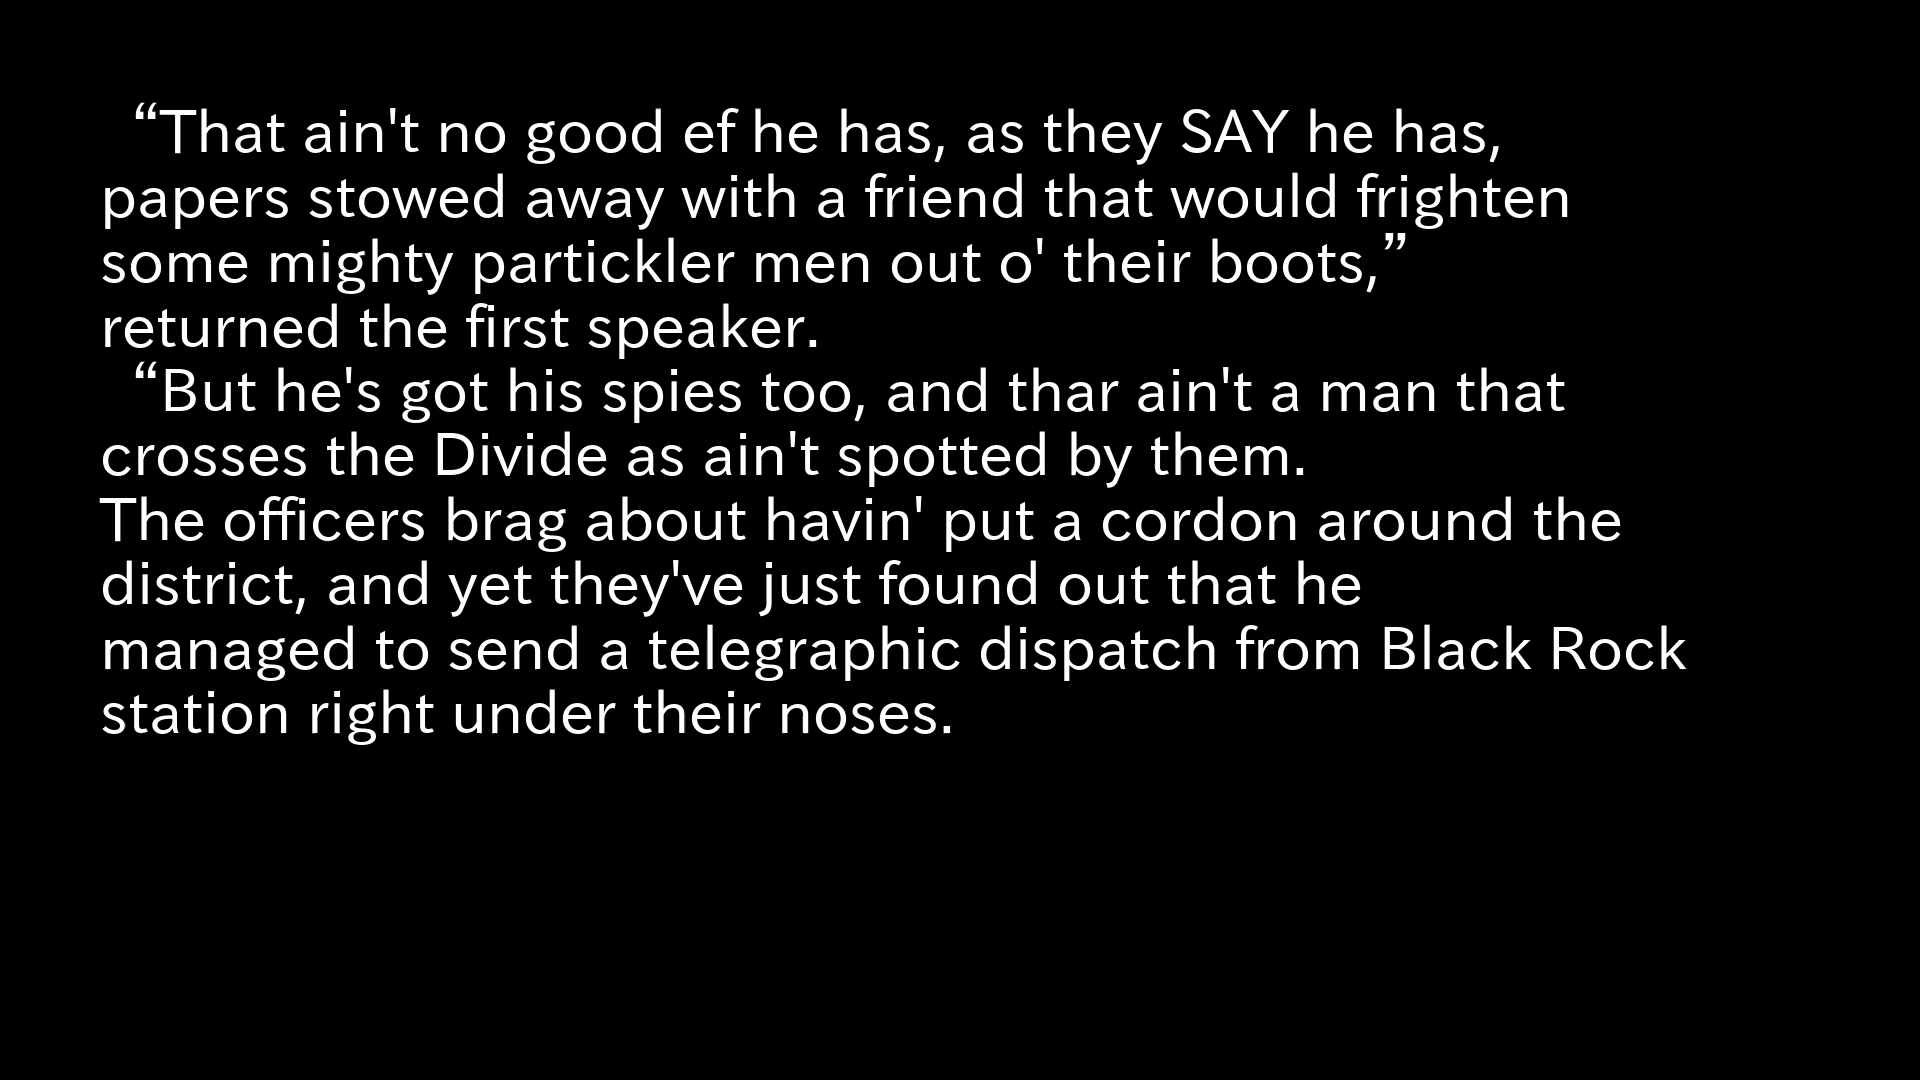 “That ain't no good ef he has, as they SAY he has,
papers stowed away with a friend that would frighten
some mighty partickler men out o' their boots,”
returned the first speaker.
“But he's got his spies too, and thar ain't a man that
crosses the Divide as ain't spotted by them.
The officers brag about havin' put a cordon around the
district, and yet they've just found out that he
managed to send a telegraphic dispatch from Black Rock
station right under their noses.